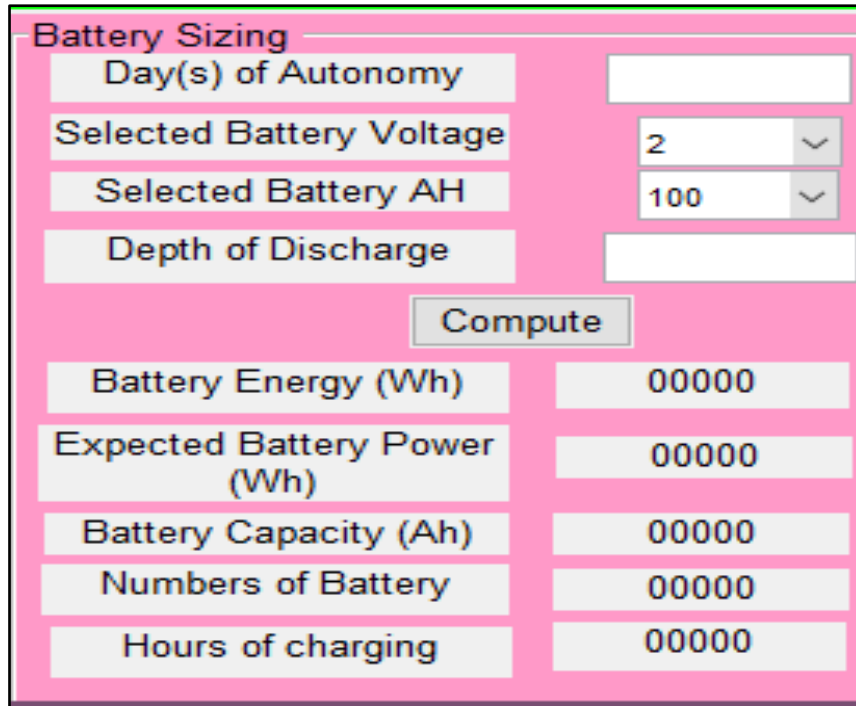 Battery Sizing
Day(s) of Autonomy
Selected Battery Voltage 2
Selected Battery AH 100
Depth of Discharge
Compute
Battery Energy (Wh) 00000
Expected Battery Power
(Wh) 00000
Battery Capacity (Ah) 00000
Numbers of Battery 00000
Hours of charging 00000